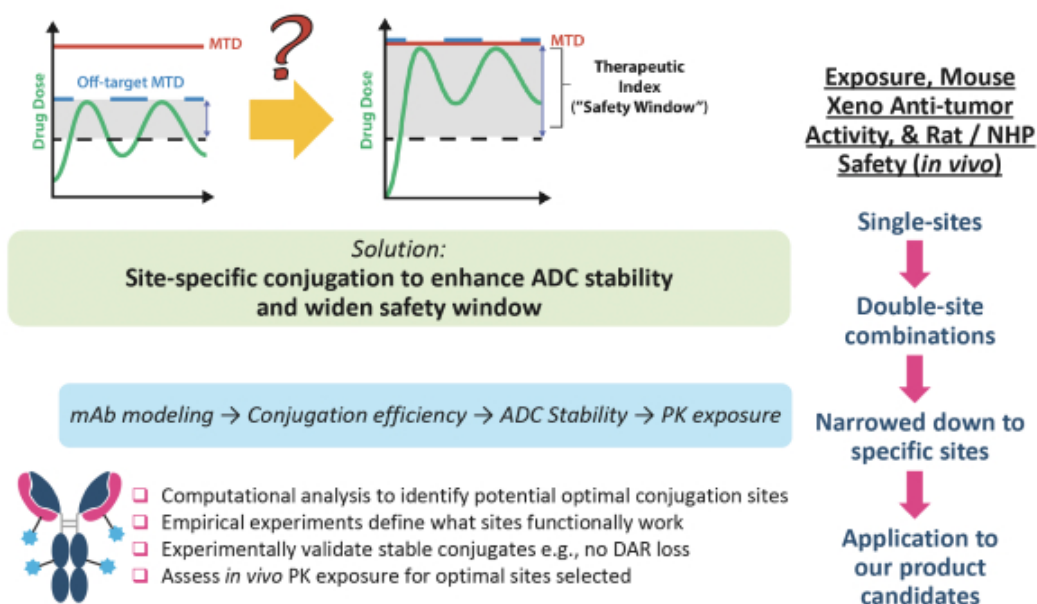 MTD
Off-target MTD
Drug Dose
?
MTD
Drug Dose
Therapeutic
Index
("Safety Window")
Solution:
Site-specific conjugation to enhance ADC stability
and widen safety window
mAb modeling → Conjugation efficiency → ADC Stability → PK exposure
Computational analysis to identify potential optimal conjugation sites
Empirical experiments define what sites functionally work
Experimentally validate stable conjugates e.g., no DAR loss
Assess in vivo PK exposure for optimal sites selected
Exposure, Mouse
Xeno Anti-tumor
Activity, & Rat / NHP
Safety (in vivo)
Single-sites
Double-site
combinations
Narrowed down to
specific sites
Application to
our product
candidates